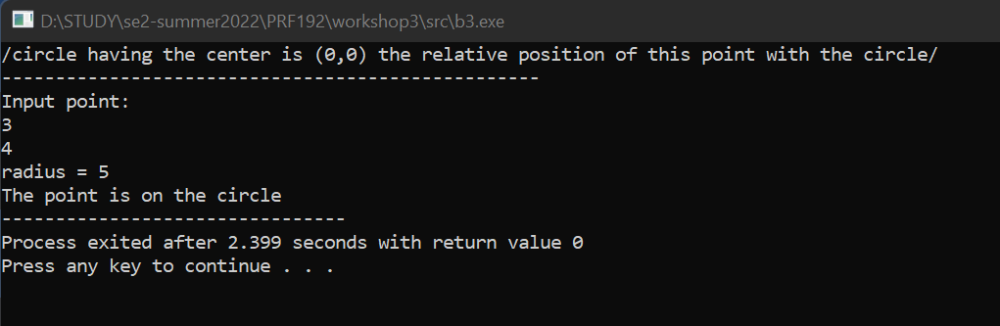 D:\STUDY\se2-summer2022\PRF192\workshop3\src\b3.exe
/circle having the center is (0,0) the relative position of this point with the circle/
--------------------------------------------------
Input point:
3
4
radius = 5
The point is on the circle
--------------------------------
Process exited after 2.399 seconds with return value 0
Press any key to continue . . .